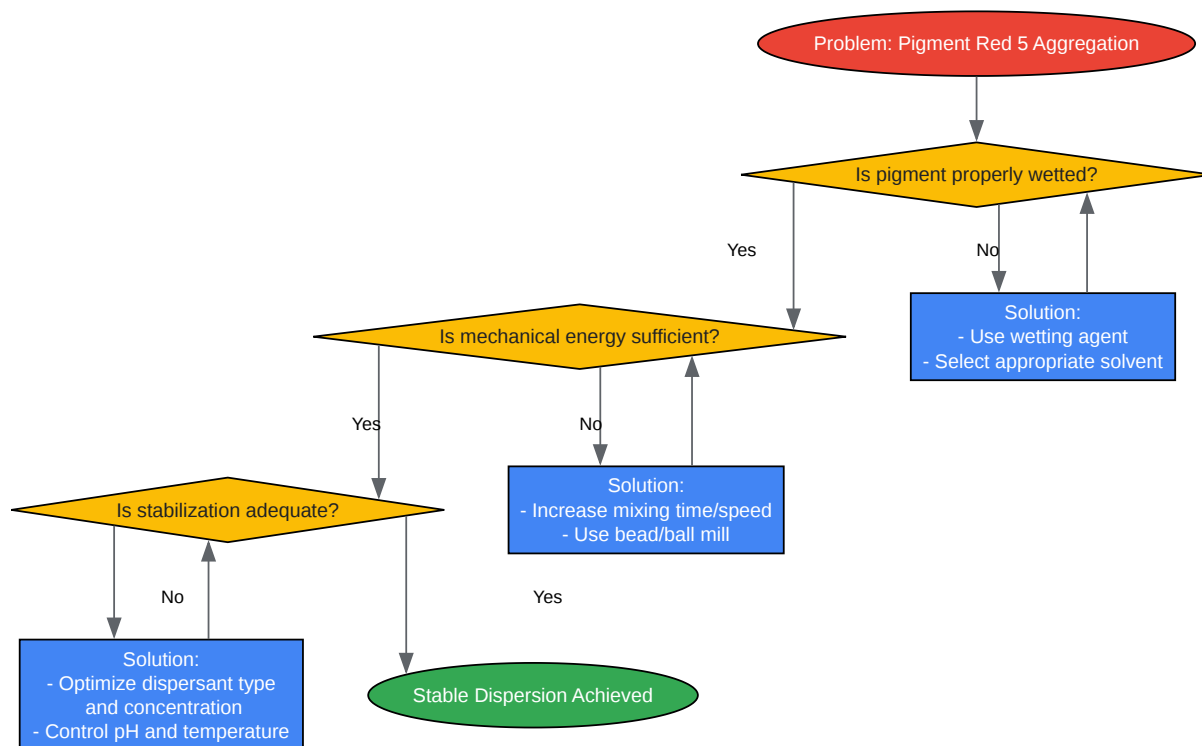 Problem: Pigment Red 5 Aggregation
Is pigment properly wetted?
Yes
No
Solution:
- Use wetting agent
- Select appropriate solvent
Is mechanical energy sufficient?
Yes
No
Solution:
- Increase mixing time/speed
- Use bead/ball mill
Is stabilization adequate?
No
Yes
Solution:
- Optimize dispersant type
and concentration
- Control pH and temperature
Stable Dispersion Achieved